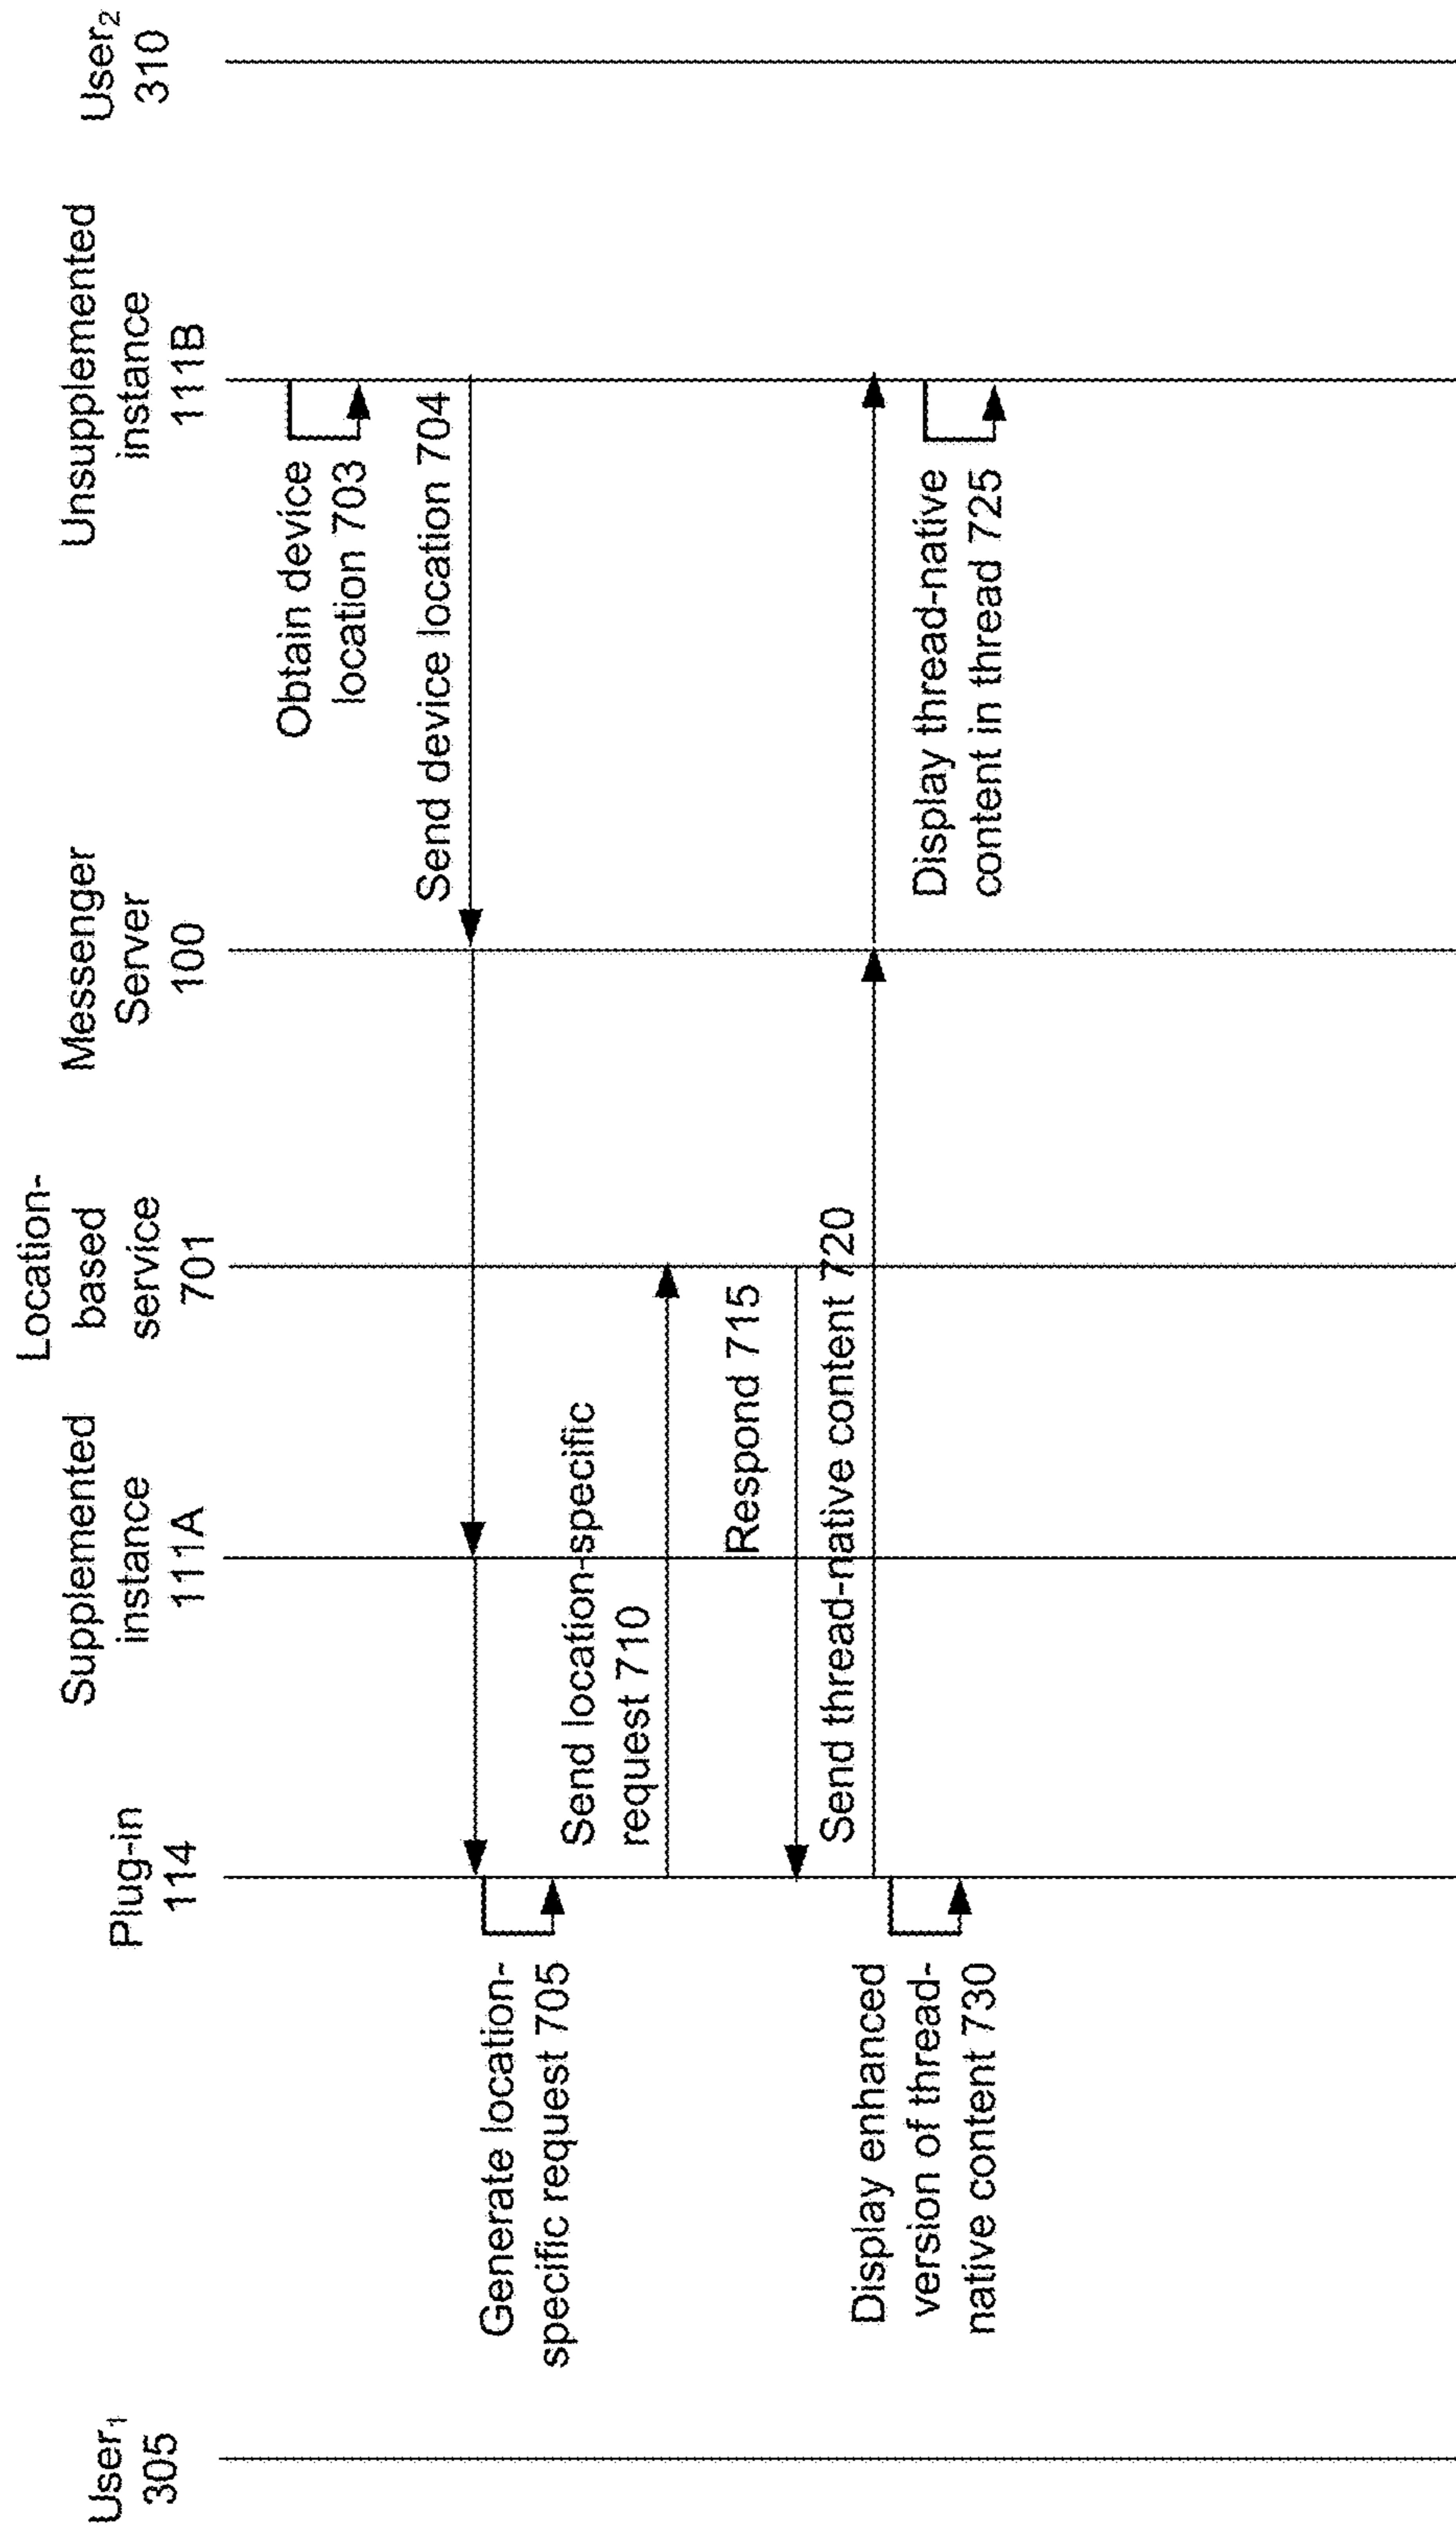 User₁
305
Plug-in
114
Supplemented
instance
111A
Location-
based
service
701
Messenger
Server
100
Unsupplemented
instance
111B
User₂
310
Obtain device
location 703
Send device location 704
Generate location-
specific request 705
Send location-specific
request 710
Respond 715
Send thread-native content 720
Display thread-native
content in thread 725
Display enhanced
version of thread-
native content 730